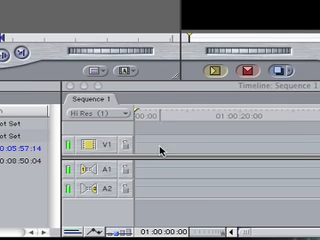 Timeline: Sequence 1
Sequence 1
Hi Res (1)
00:00
01:00:20:00
ot Set
ot Set
0:05:57:14
0:08:50:04
V1
A1
A2
01:00:00:00